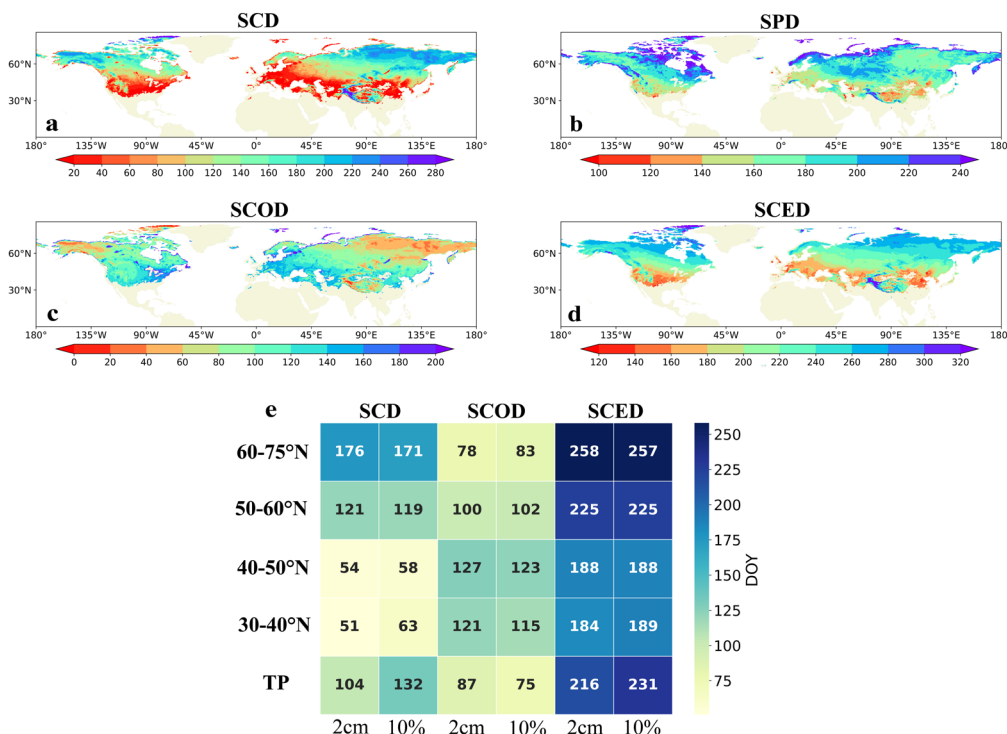 SCD SPD
60°N 60°N
30°N 30°N
a b
180° 135°W 90°W 45°W 0° 45°E 90°E 135°E 180° 180° 135°W 90°W 45°W 0° 45°E 90°E 135°E 180°
20 40 60 80 100 120 140 160 180 200 220 240 260 280 100 120 140 160 180 200 220 240
SCOD SCED
60°N 60°N
30°N 30°N
c d
180° 135°W 90°W 45°W 0° 45°E 90°E 135°E 180° 180° 135°W 90°W 45°W 0° 45°E 90°E 135°E 180°
0 20 40 60 80 100 120 140 160 180 200 120 140 160 180 200 220 240 260 280 300 320
e SCD SCOD SCED
60-75°N 176 171 78 83 258 257
50-60°N 121 119 100 102 225 225
40-50°N 54 58 127 123 188 188
30-40°N 51 63 121 115 184 189
TP 104 132 87 75 216 231
2cm 10% 2cm 10% 2cm 10%
250
225
200
175
150
125
100
75
DOY